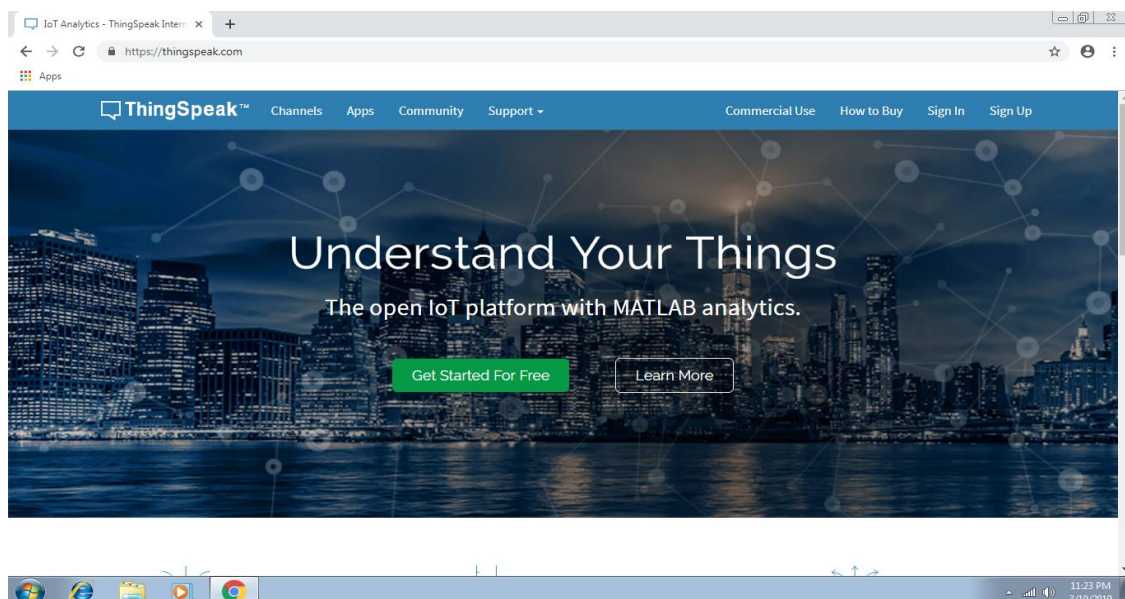 IoT Analytics - ThingSpeak Intern
https://thingspeak.com
Apps
ThingSpeak™ Channels Apps Community Support Commercial Use How to Buy Sign In Sign Up
Understand Your Things
The open IoT platform with MATLAB analytics.
Get Started For Free Learn More
11:23 PM